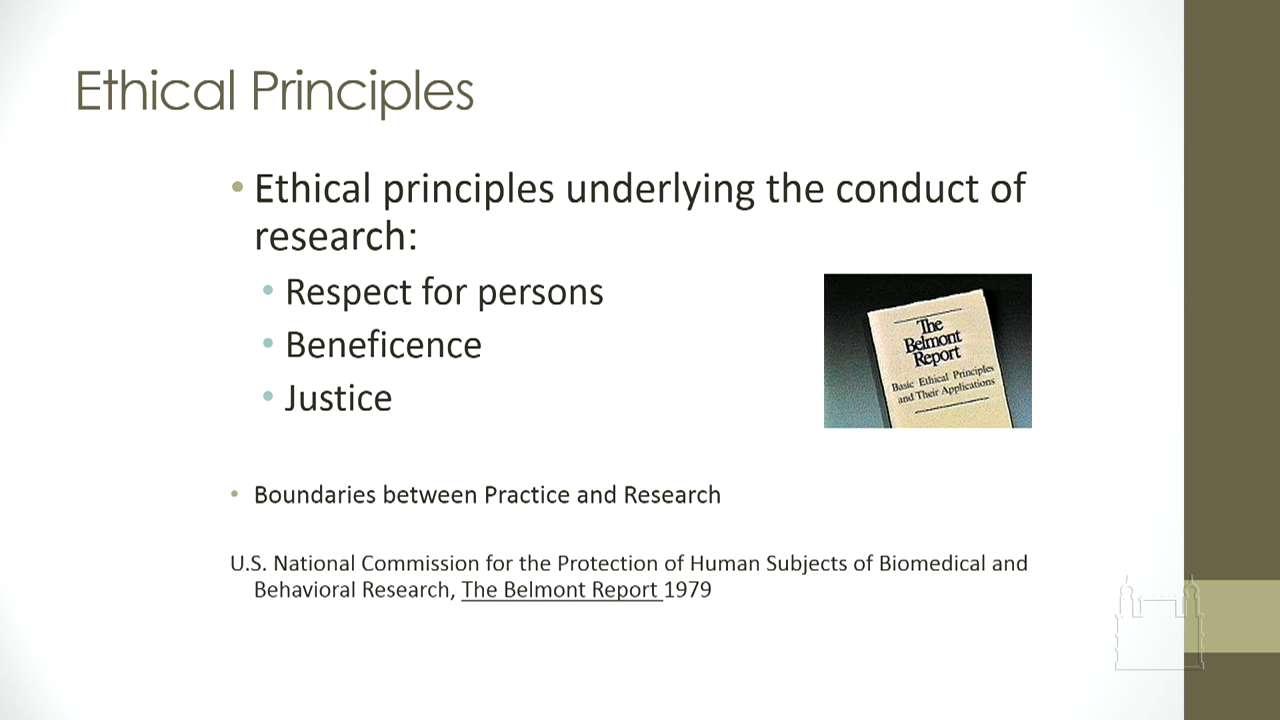 Ethical Principles
• Ethical principles underlying the conduct of
research:
• Respect for persons
• Beneficence
• Justice
The
Belmont
Report
Basic Ethical Principles
and Their Applications
• Boundaries between Practice and Research
U.S. National Commission for the Protection of Human Subjects of Biomedical and
Behavioral Research, The Belmont Report 1979